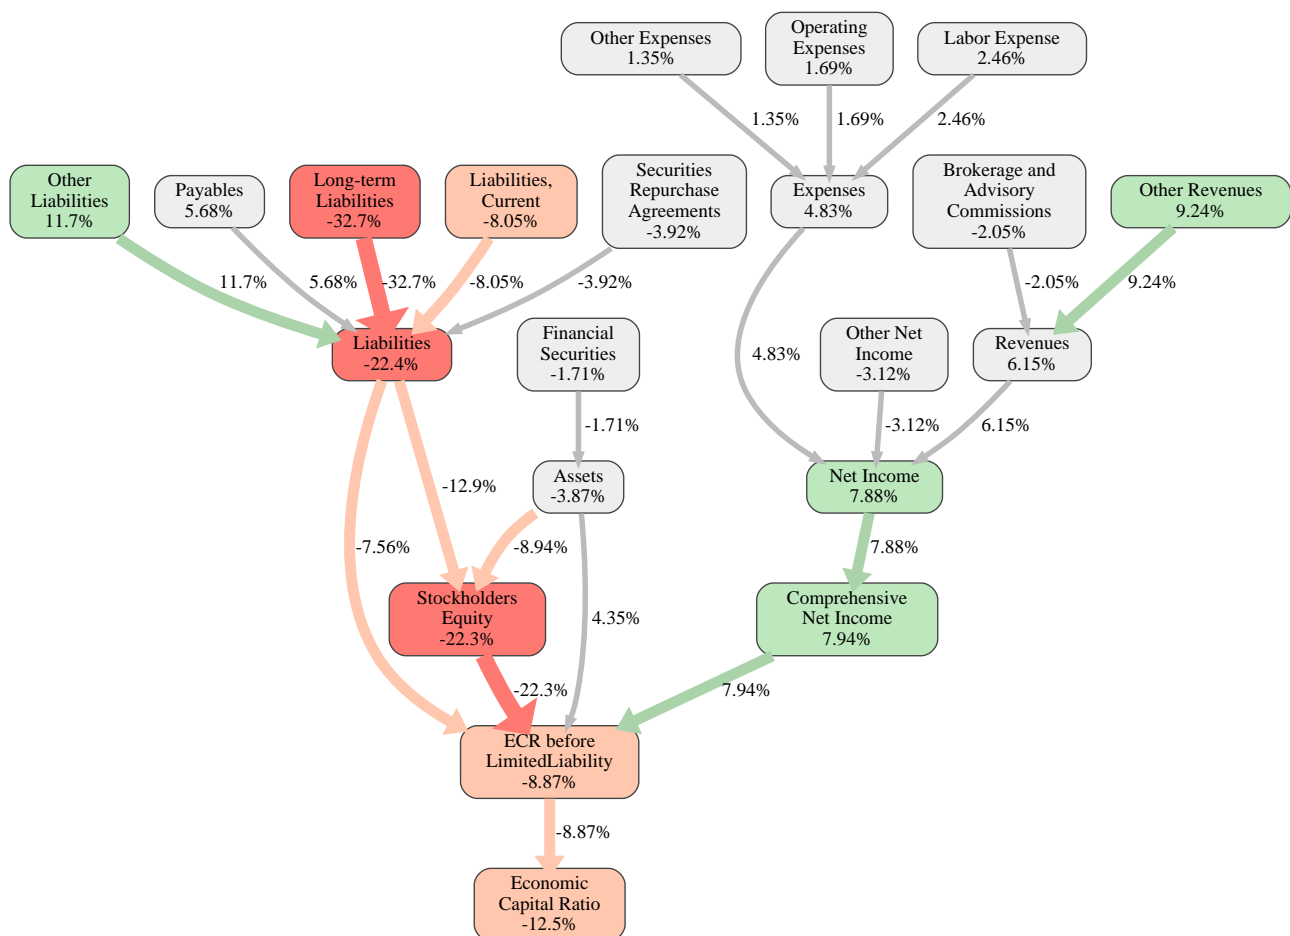 Other Expenses
1.35%
Operating
Expenses
1.69%
Labor Expense
2.46%
1.35%
1.69%
2.46%
Other
Liabilities
11.7%
Payables
5.68%
Long-term
Liabilities
-32.7%
Liabilities,
Current
-8.05%
Securities
Repurchase
Agreements
-3.92%
Expenses
4.83%
Brokerage and
Advisory
Commissions
-2.05%
Other Revenues
9.24%
11.7%
5.68%
-32.7%
-8.05%
-3.92%
-2.05%
9.24%
Liabilities
-22.4%
Financial
Securities
-1.71%
4.83%
Other Net
Income
-3.12%
Revenues
6.15%
-1.71%
-3.12%
6.15%
-12.9%
Assets
-3.87%
Net Income
7.88%
-7.56%
-8.94%
7.88%
Stockholders
Equity
-22.3%
4.35%
Comprehensive
Net Income
7.94%
-22.3%
7.94%
ECR before
LimitedLiability
-8.87%
-8.87%
Economic
Capital Ratio
-12.5%